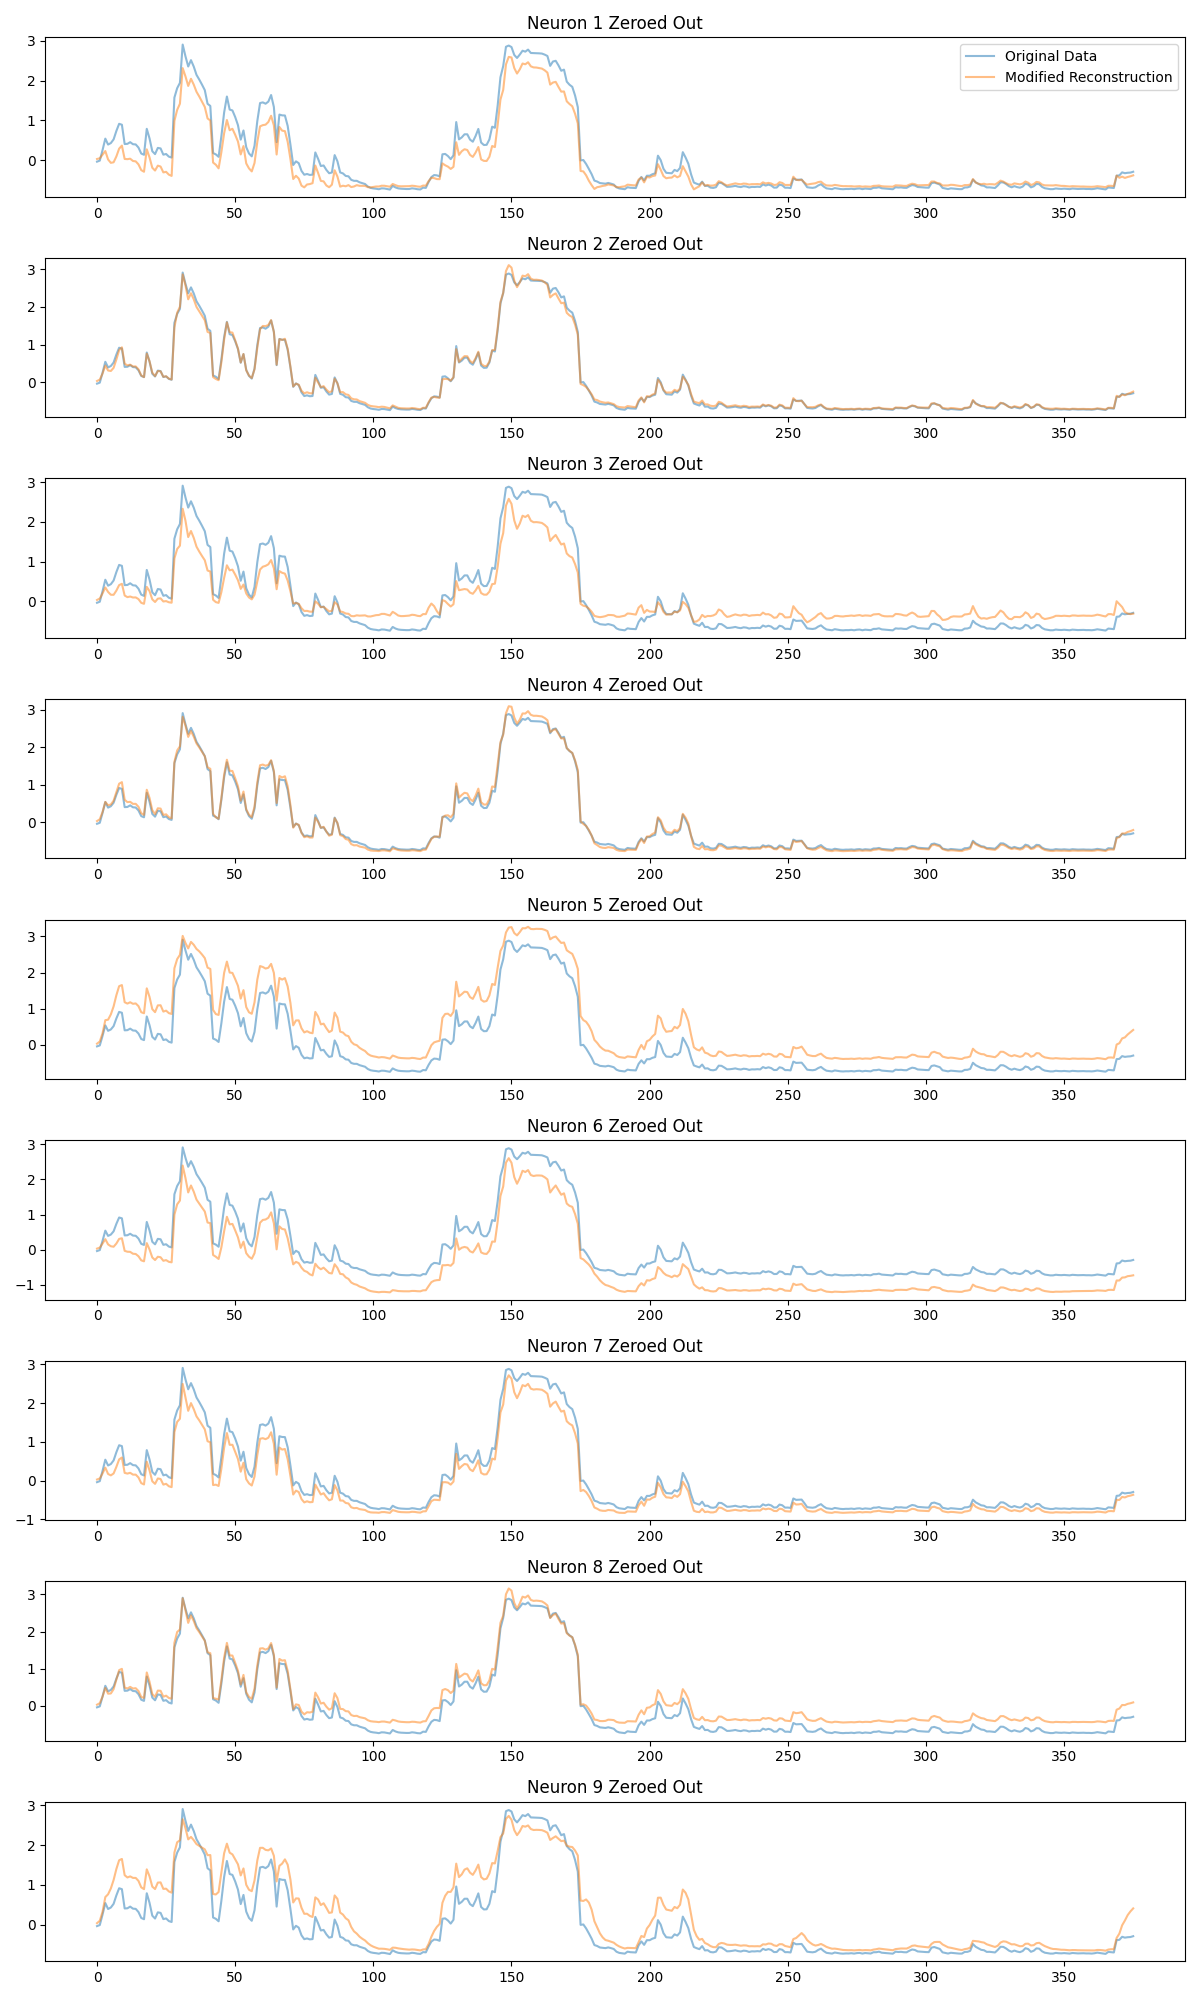 Neuron 1 Zeroed Out
3
2
1
0
Original Data
Modified Reconstruction
0 50 100 150 200 250 300 350
Neuron 2 Zeroed Out
3
2
1
0
0 50 100 150 200 250 300 350
Neuron 3 Zeroed Out
3
2
1
0
0 50 100 150 200 250 300 350
Neuron 4 Zeroed Out
3
2
1
0
0 50 100 150 200 250 300 350
Neuron 5 Zeroed Out
3
2
1
0
0 50 100 150 200 250 300 350
Neuron 6 Zeroed Out
3
2
1
0
−1
0 50 100 150 200 250 300 350
Neuron 7 Zeroed Out
3
2
1
0
−1
0 50 100 150 200 250 300 350
Neuron 8 Zeroed Out
3
2
1
0
0 50 100 150 200 250 300 350
Neuron 9 Zeroed Out
3
2
1
0
0 50 100 150 200 250 300 350